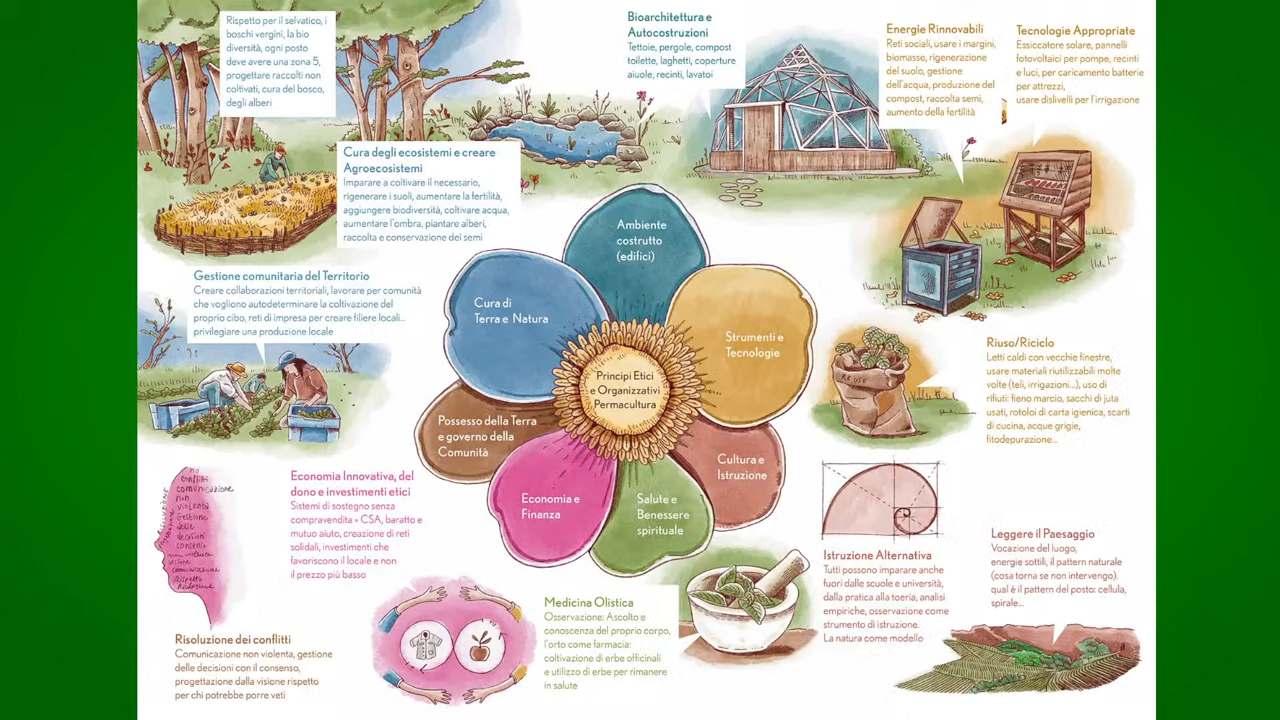 Rispetto per il selvatico, i
boschi vergini, la bio
diversità, ogni posto
deve avere una zona 5,
progettare raccolti non
coltivati, cura del bosco,
degli alberi
Bioarchitettura e
Autocostruzioni
Tettoie, pergole, compost
toilette, laghetti, coperture
aiuole, recinti, lavatoi
Energie Rinnovabili
Reti sociali, usare i margini,
biomasse, rigenerazione
del suolo, gestione
dell'acqua, produzione del
compost, raccolta semi,
aumento della fertilità
Tecnologie Appropriate
Essiccatore solare, pannelli
fotovoltaici per pompe, recinti
e luci, per caricamento batterie
per attrezzi,
usare dislivelli per l'irrigazione
Cura degli ecosistemi e creare
Agroecosistemi
Imparare a coltivare il necessario,
rigenerare i suoli, aumentare la fertilità,
aggiungere biodiversità, coltivare acqua,
aumentare l'ombra, piantare alberi,
raccolta e conservazione dei semi
Gestione comunitaria del Territorio
Creare collaborazioni territoriali, lavorare per comunità
che vogliono autodeterminare la coltivazione del
proprio cibo, reti di impresa per creare filiere locali...
privilegiare una produzione locale
Ambiente
costruito
(edifici)
Cura di
Terra e Natura
Strumenti e
Tecnologie
Principi Etici
e Organizzativi
Permacultura
Possesso della Terra
e governo della
Comunità
Cultura e
Istruzione
Economia e
Finanza
Salute e
Benessere
spirituale
REUSE
Riuso/Riciclo
Letti caldi con vecchie finestre,
usare materiali riutilizzabili molte
volte (teli, irrigazioni...), uso di
rifiuti: fieno marcio, sacchi di juta
usati, rotoloi di carta igienica, scarti
di cucina, acque grigie,
fitodepurazione...
no
conflitti
comunicazione
non
violenta
Gestione
delle
decisioni
consenso
visione
comunicazione
rispetto
Economia Innovativa, del
dono e investimenti etici
Sistemi di sostegno senza
compravendita » CSA, baratto e
mutuo aiuto, creazione di reti
solidali, investimenti che
favoriscono il locale e non
il prezzo più basso
Risoluzione dei conflitti
Comunicazione non violenta, gestione
delle decisioni con il consenso,
progettazione dalla visione rispetto
per chi potrebbe porre veti
Medicina Olistica
Osservazione: Ascolto e
conoscenza del proprio corpo,
l'orto come farmacia:
coltivazione di erbe officinali
e utilizzo di erbe per rimanere
in salute
Istruzione Alternativa
Tutti possono imparare anche
fuori dalle scuole e università,
dalla pratica alla toeria, analisi
empiriche, osservazione come
strumento di istruzione.
La natura come modello
Leggere il Paesaggio
Vocazione del luogo,
energie sottili, il pattern naturale
(cosa torna se non intervengo).
qual è il pattern del posto: cellula,
spirale...